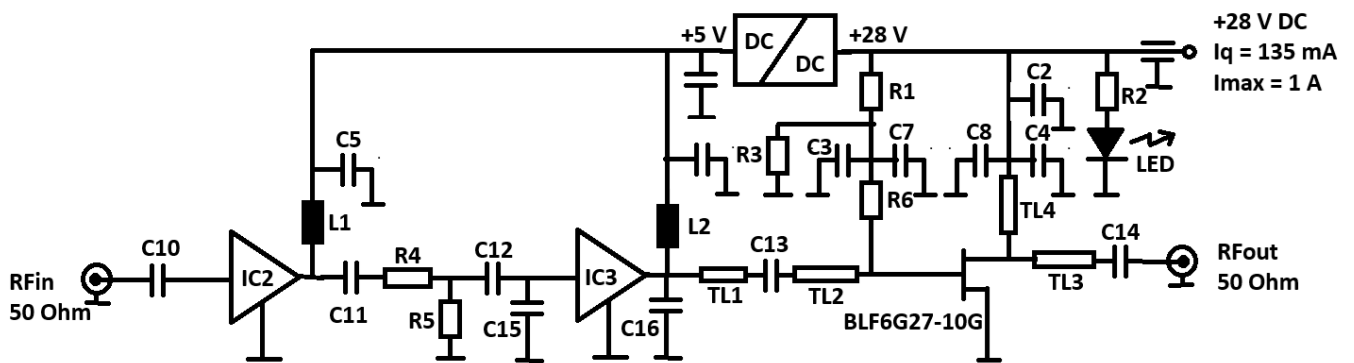 +5 V
DC
DC
+28 V
+28 V DC
Iq = 135 mA
Imax = 1 A
R1
C2
R2
C5
R3
C3
C7
C8
C4
LED
L1
L2
R6
TL4
C10
R4
C12
C13
C14
RFin
50 Ohm
IC2
IC3
RFout
50 Ohm
C11
R5
C15
C16
TL1
TL2
TL3
BLF6G27-10G